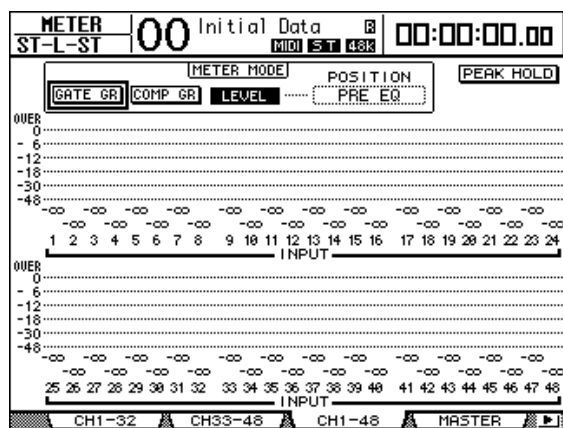 METER
ST-L-ST
00
Initial Data R
MIDI ST 48K
00:00:00.00
METER MODE
POSITION
PEAK HOLD
GATE GR
COMP GR
LEVEL
PRE EQ
OVER
0
- 6
-12
-18
-30
-48
-∞ -∞ -∞ -∞ -∞ -∞ -∞ -∞ -∞ -∞ -∞ -∞
-∞ -∞ -∞ -∞ -∞ -∞ -∞ -∞ -∞ -∞ -∞ -∞
1 2 3 4 5 6 7 8 9 10 11 12 13 14 15 16 17 18 19 20 21 22 23 24
INPUT
OVER
0
- 6
-12
-18
-30
-48
-∞ -∞ -∞ -∞ -∞ -∞ -∞ -∞ -∞ -∞ -∞ -∞
-∞ -∞ -∞ -∞ -∞ -∞ -∞ -∞ -∞ -∞ -∞ -∞
25 26 27 28 29 30 31 32 33 34 35 36 37 38 39 40 41 42 43 44 45 46 47 48
INPUT
CH1-32
CH33-48
CH1-48
MASTER